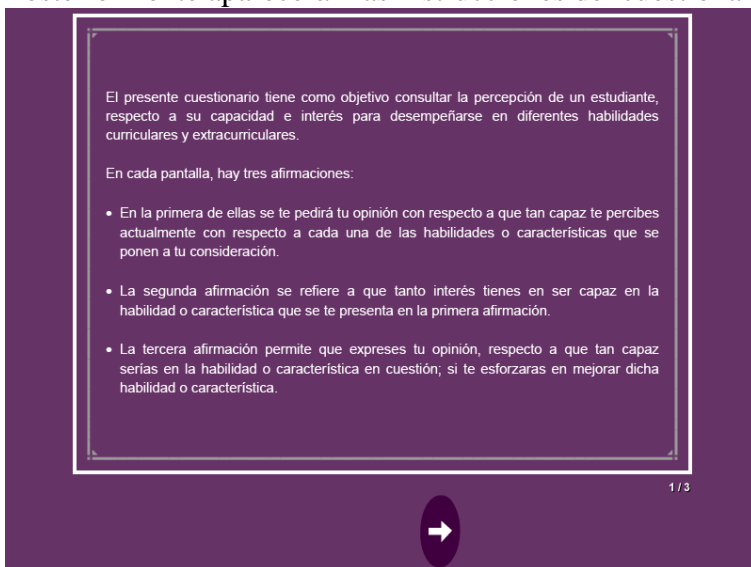 El presente cuestionario tiene como objetivo consultar la percepción de un estudiante,
respecto a su capacidad e interés para desempeñarse en diferentes habilidades
curriculares y extracurriculares.
En cada pantalla, hay tres afirmaciones:
• En la primera de ellas se te pedirá tu opinión con respecto a que tan capaz te percibes
actualmente con respecto a cada una de las habilidades o características que se
ponen a tu consideración.
• La segunda afirmación se refiere a que tanto interés tienes en ser capaz en la
habilidad o característica que se te presenta en la primera afirmación.
• La tercera afirmación permite que expreses tu opinión, respecto a que tan capaz
serías en la habilidad o característica en cuestión; si te esforzaras en mejorar dicha
habilidad o característica.
1 / 3